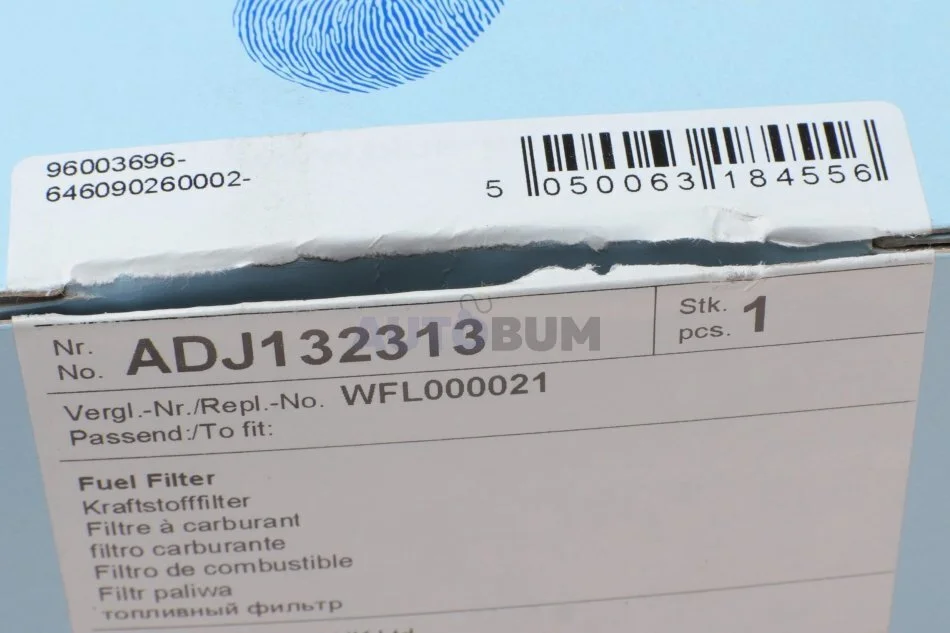 96003696-
646090260002-
5 050063 184556
Nr.
No. ADJ132313
Stk.
pcs. 1
AUTOBUM
Vergl.-Nr./Repl.-No. WFL000021
Passend:/To fit:
Fuel Filter
Kraftstofffilter
Filtre à carburant
filtro carburante
Filtro de combustible
Filtr paliwa
топливный фильтр